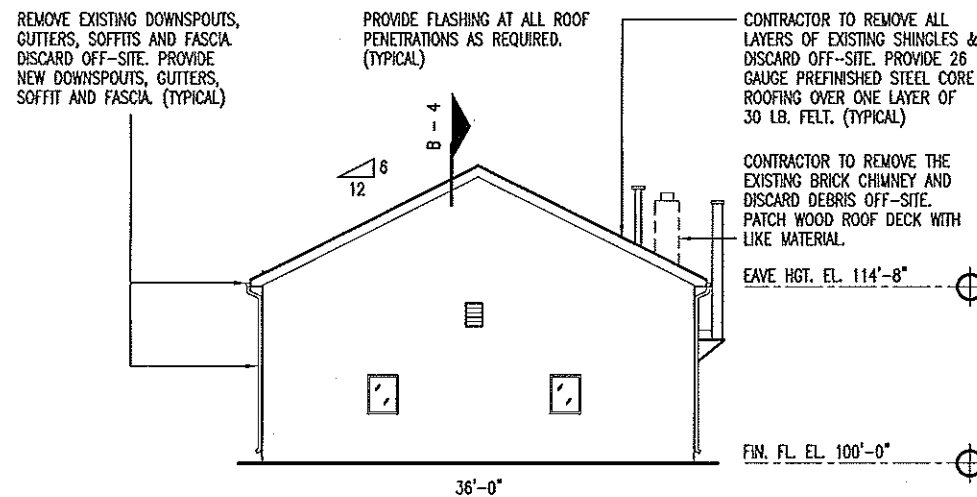 REMOVE EXISTING DOWNSPOUTS,
GUTTERS, SOFFITS AND FASCIA.
DISCARD OFF-SITE. PROVIDE
NEW DOWNSPOUTS, GUTTERS,
SOFFIT AND FASCIA. (TYPICAL)
PROVIDE FLASHING AT ALL ROOF
PENETRATIONS AS REQUIRED.
(TYPICAL)
CONTRACTOR TO REMOVE ALL
LAYERS OF EXISTING SHINGLES &
DISCARD OFF-SITE. PROVIDE 26
GAUGE PREFINISHED STEEL CORE
ROOFING OVER ONE LAYER OF
30 LB. FELT. (TYPICAL)
B-4
6
12
CONTRACTOR TO REMOVE THE
EXISTING BRICK CHIMNEY AND
DISCARD DEBRIS OFF-SITE.
PATCH WOOD ROOF DECK WITH
LIKE MATERIAL.
EAVE HGT. EL. 114'-8"
FIN. FL. EL. 100'-0"
36'-0"